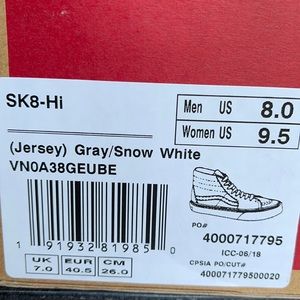 SK8-Hi
Men US 8.0
Women US 9.5
(Jersey) Gray/Snow White
VN0A38GEUBE
UK 7.0
EUR 40.5
CM 26.0
1 91932 81985 0
PO#
4000717795
ICC-06/18
CPSIA PO/CUT#
400071779500020